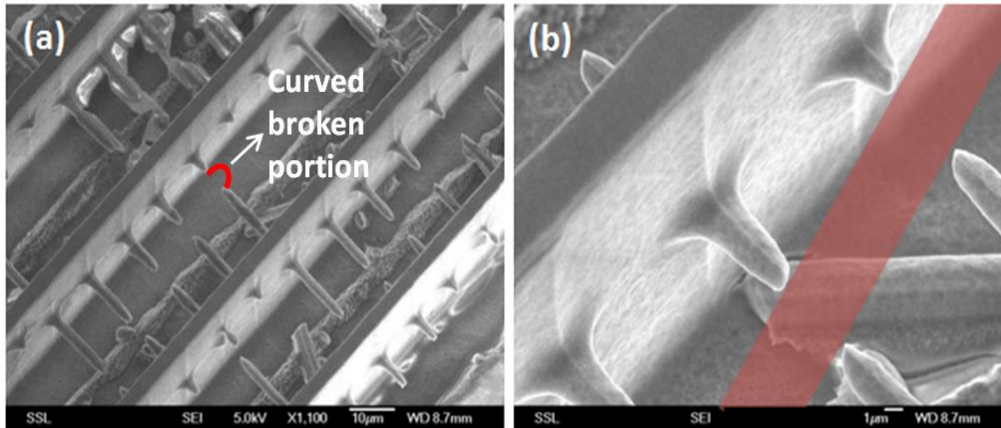 (a)
Curved
broken
portion
SSL SEI 5.0kV X1,100 10μm WD 8.7mm
(b)
SSL SEI 1μm WD 8.7mm